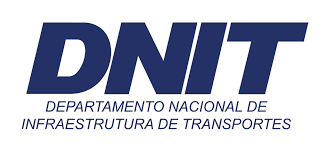 DNIT
DEPARTAMENTO NACIONAL DE
INFRAESTRUTURA DE TRANSPORTES